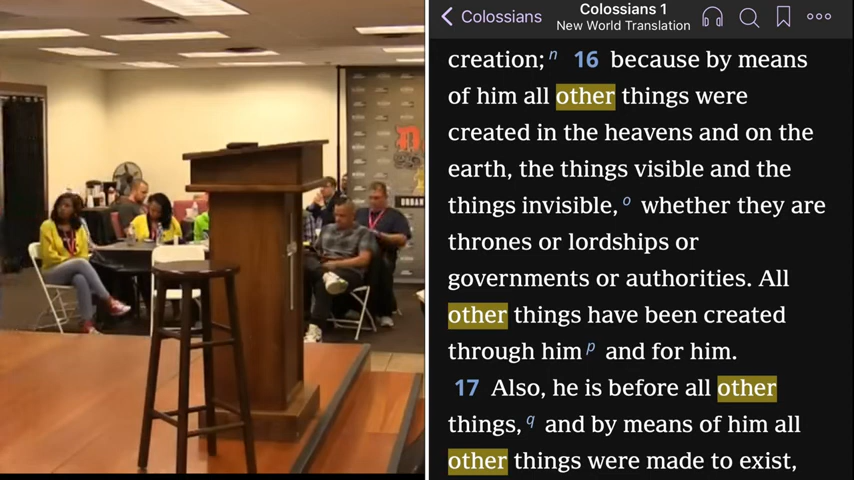 Colossians
Colossians 1
New World Translation
creation; n 16 because by means
of him all other things were
created in the heavens and on the
earth, the things visible and the
things invisible, o whether they are
thrones or lordships or
governments or authorities. All
other things have been created
through him p and for him.
17 Also, he is before all other
things, q and by means of him all
other things were made to exist,